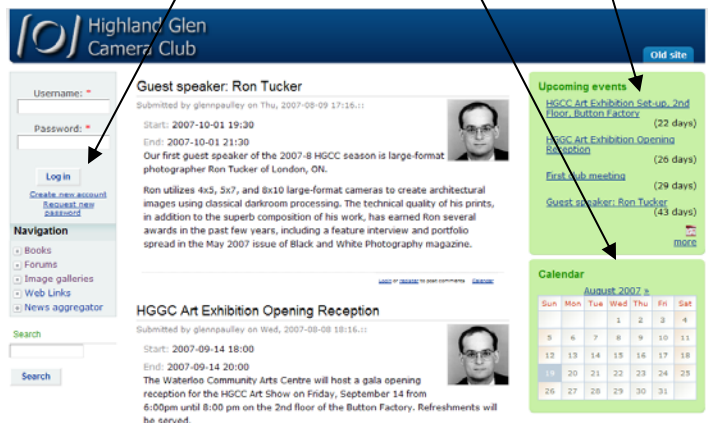 Highland Glen
Camera Club
Old site
Username: *
Password: *
Log in
Create new account
Request new
password
Navigation
Books
Forums
Image galleries
Web Links
News aggregator
Search
Search
Guest speaker: Ron Tucker
Submitted by glennpaulley on Thu, 2007-08-09 17:16.::
Start: 2007-10-01 19:30
End: 2007-10-01 21:30
Our first guest speaker of the 2007-8 HGCC season is large-format
photographer Ron Tucker of London, ON.
Ron utilizes 4x5, 5x7, and 8x10 large-format cameras to create architectural
images using classical darkroom processing. The technical quality of his prints,
in addition to the superb composition of his work, has earned Ron several
awards in the past few years, including a feature interview and portfolio
spread in the May 2007 issue of Black and White Photography magazine.
Login or register to post comments Calendar
HGGC Art Exhibition Opening Reception
Submitted by glennpaulley on Wed, 2007-08-08 18:16.::
Start: 2007-09-14 18:00
End: 2007-09-14 20:00
The Waterloo Community Arts Centre will host a gala opening
reception for the HGCC Art Show on Friday, September 14 from
6:00pm until 8:00 pm on the 2nd floor of the Button Factory. Refreshments will
be served.
Upcoming events
HGCC Art Exhibition Set-up, 2nd
Floor, Button Factory
(22 days)
HGGC Art Exhibition Opening
Reception
(26 days)
First club meeting
(29 days)
Guest speaker: Ron Tucker
(43 days)
more
Calendar
August 2007 »
Sun Mon Tue Wed Thu Fri Sat
1 2 3 4
5 6 7 8 9 10 11
12 13 14 15 16 17 18
19 20 21 22 23 24 25
26 27 28 29 30 31